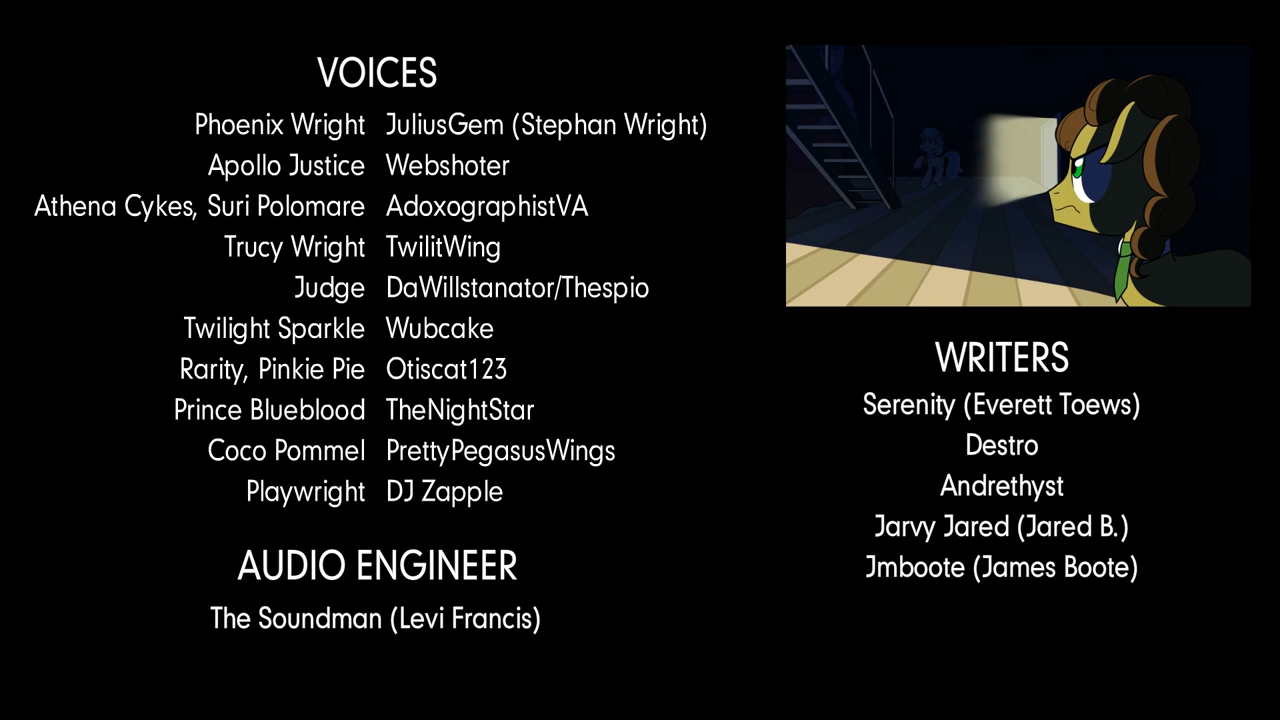 VOICES
Phoenix Wright JuliusGem (Stephan Wright)
Apollo Justice Webshoter
Athena Cykes, Suri Polomare AdoxographistVA
Trucy Wright TwilitWing
Judge DaWillstanator/Thespio
Twilight Sparkle Wubcake
Rarity, Pinkie Pie Otiscat123
Prince Blueblood TheNightStar
Coco Pommel PrettyPegasusWings
Playwright DJ Zapple
AUDIO ENGINEER
The Soundman (Levi Francis)
WRITERS
Serenity (Everett Toews)
Destro
Andrethyst
Jarvy Jared (Jared B.)
Jmboote (James Boote)